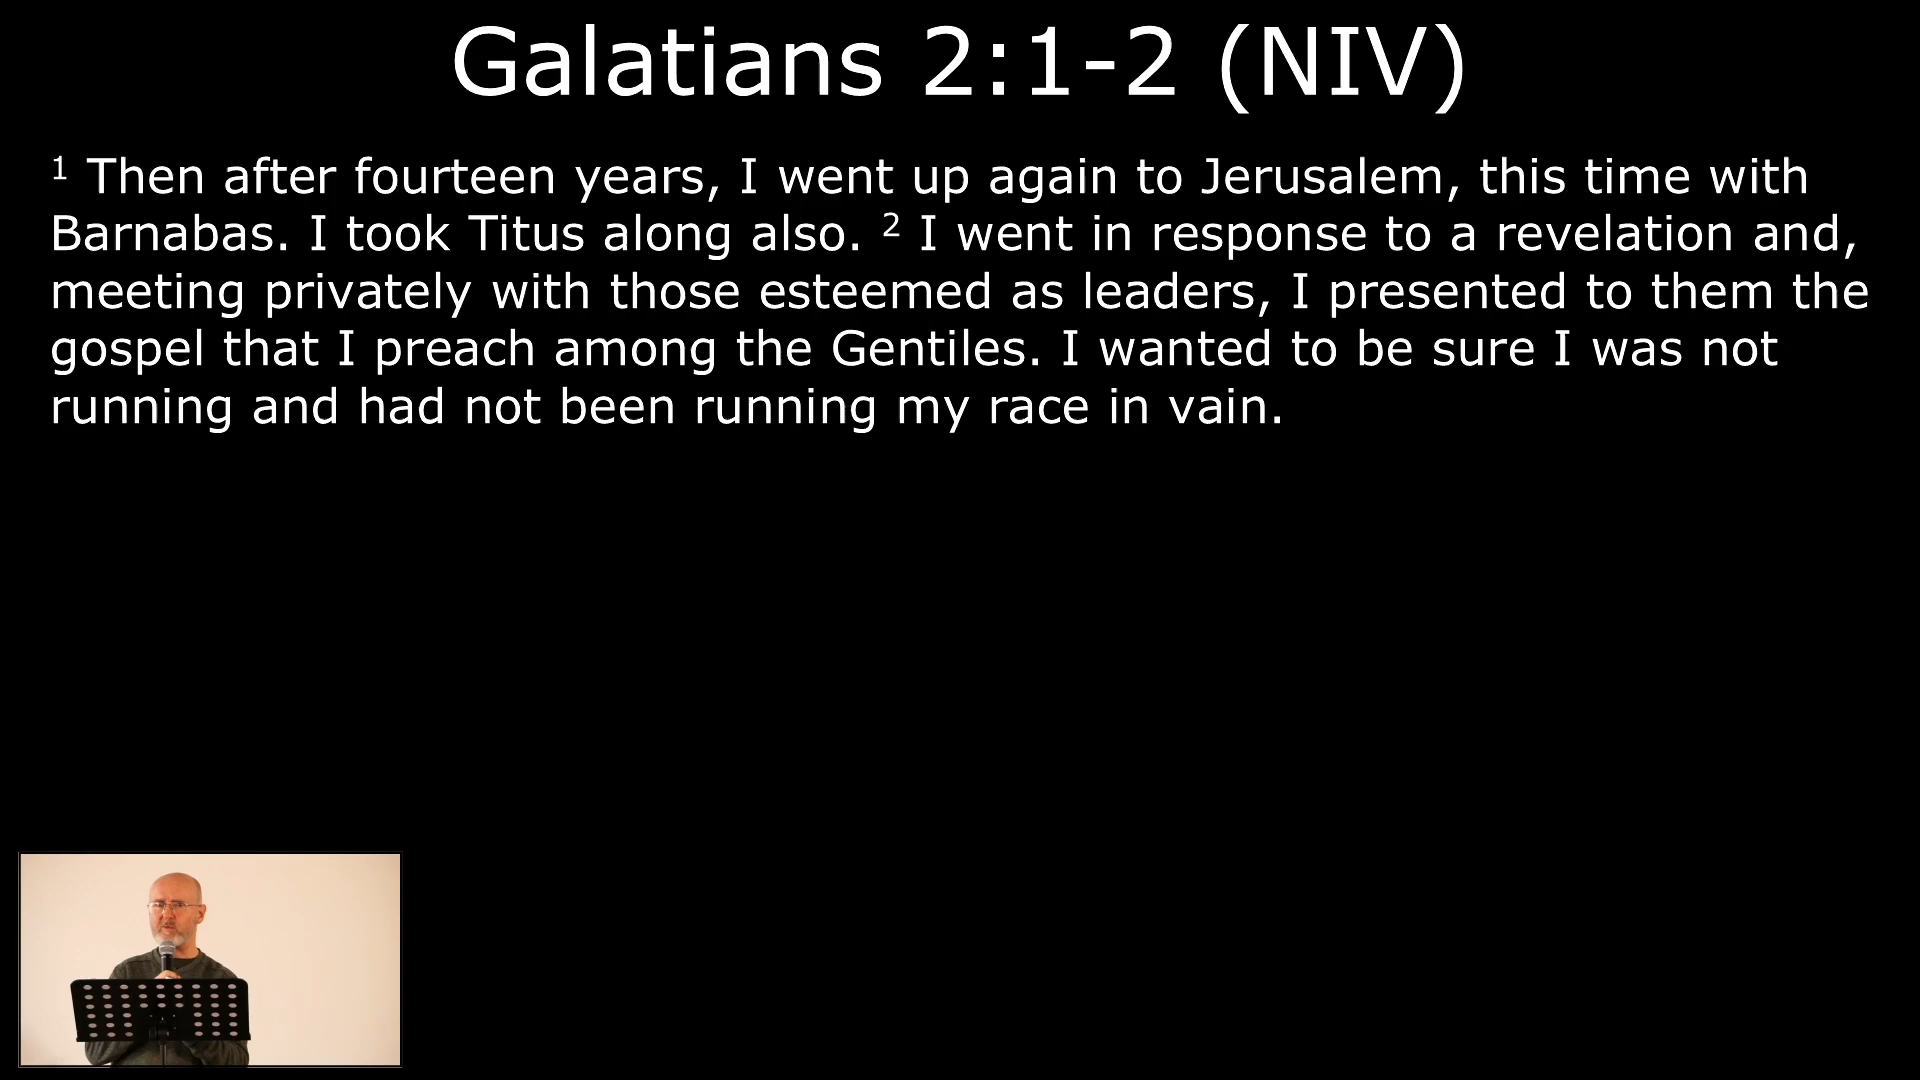 Galatians 2:1-2 (NIV)
1 Then after fourteen years, I went up again to Jerusalem, this time with
Barnabas. I took Titus along also. 2 I went in response to a revelation and,
meeting privately with those esteemed as leaders, I presented to them the
gospel that I preach among the Gentiles. I wanted to be sure I was not
running and had not been running my race in vain.